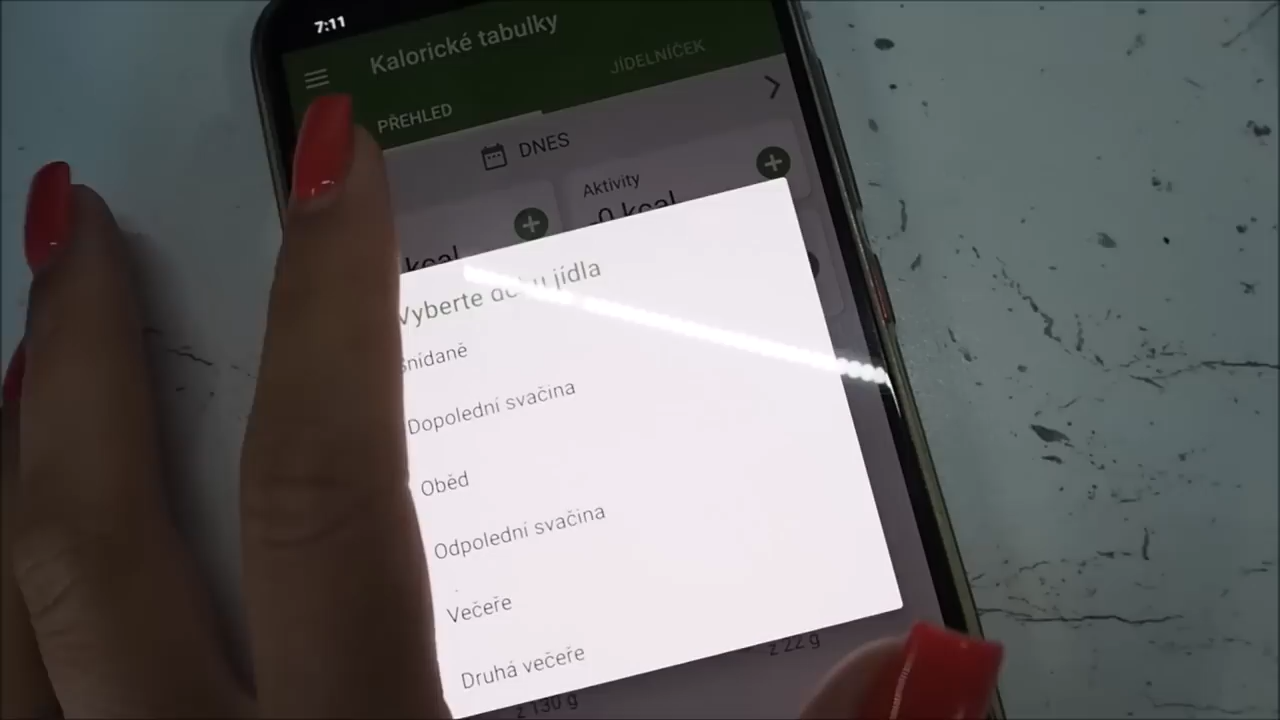 7:11
Kalorické tabulky
PŘEHLED
JÍDELNÍČEK
DNES
Aktivity
-0 kcal
kcal
Vyberte dobu jídla
Snídaně
Dopolední svačina
Oběd
Odpolední svačina
Večeře
Druhá večeře
z 22 g
z 130 g